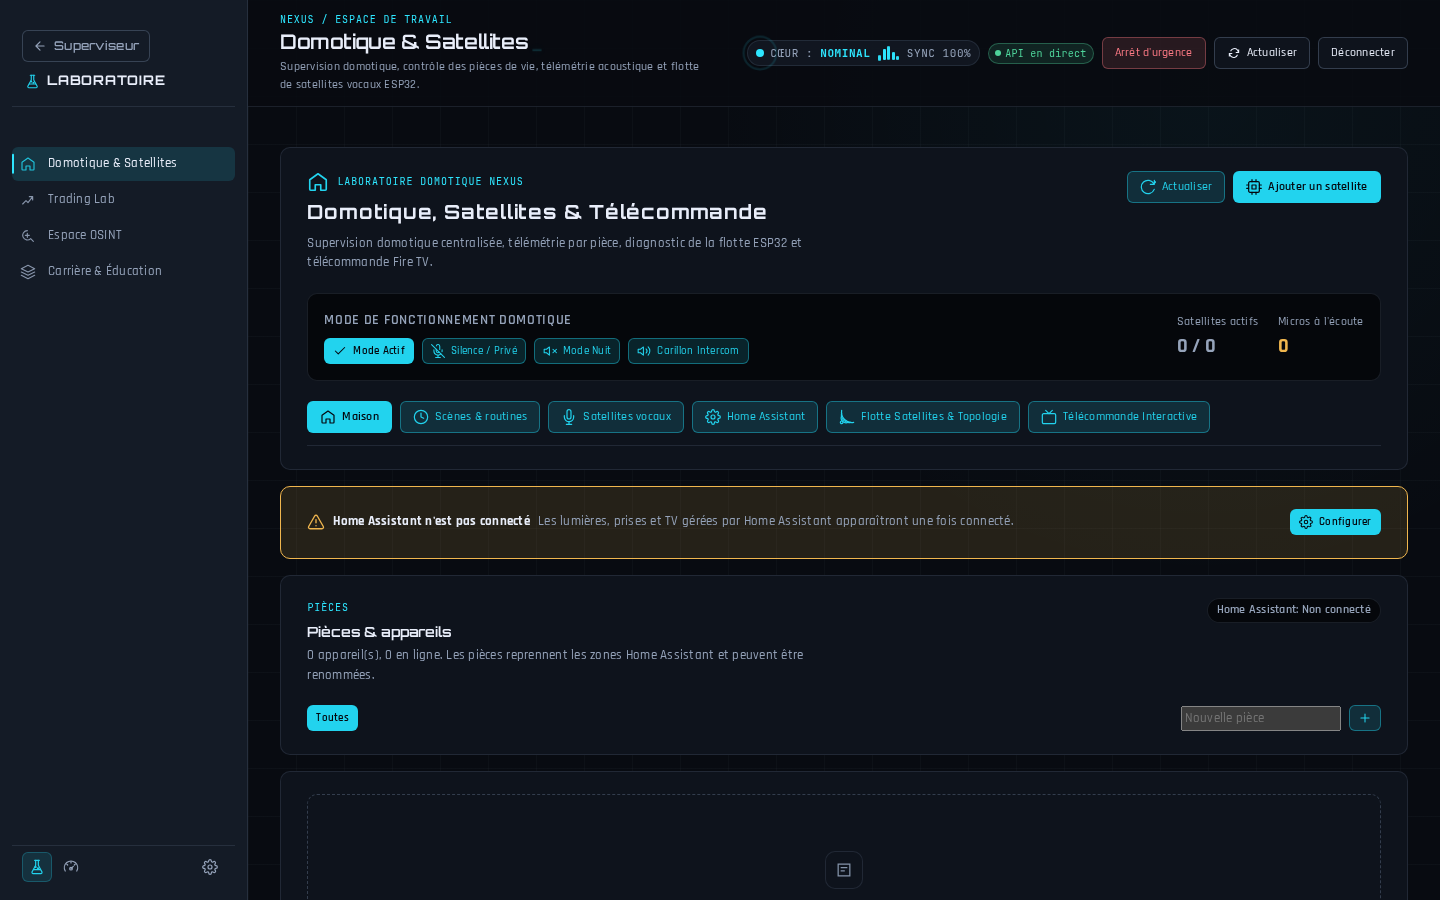 Superviseur
LABORATOIRE
Domotique & Satellites
Trading Lab
Espace OSINT
Carrière & Éducation
NEXUS / ESPACE DE TRAVAIL
Domotique & Satellites_
Supervision domotique, contrôle des pièces de vie, télémétrie acoustique et flotte
de satellites vocaux ESP32.
CŒUR : NOMINAL SYNC 100%
API en direct
Arrêt d'urgence
Actualiser
Déconnecter
LABORATOIRE DOMOTIQUE NEXUS
Domotique, Satellites & Télécommande
Supervision domotique centralisée, télémétrie par pièce, diagnostic de la flotte ESP32 et
télécommande Fire TV.
Actualiser
Ajouter un satellite
MODE DE FONCTIONNEMENT DOMOTIQUE
Mode Actif
Silence / Privé
Mode Nuit
Carillon Intercom
Satellites actifs
0 / 0
Micros à l'écoute
0
Maison
Scènes & routines
Satellites vocaux
Home Assistant
Flotte Satellites & Topologie
Télécommande Interactive
Home Assistant n'est pas connecté Les lumières, prises et TV gérées par Home Assistant apparaîtront une fois connecté.
Configurer
PIÈCES
Pièces & appareils
0 appareil(s), 0 en ligne. Les pièces reprennent les zones Home Assistant et peuvent être
renommées.
Home Assistant: Non connecté
Toutes
Nouvelle pièce